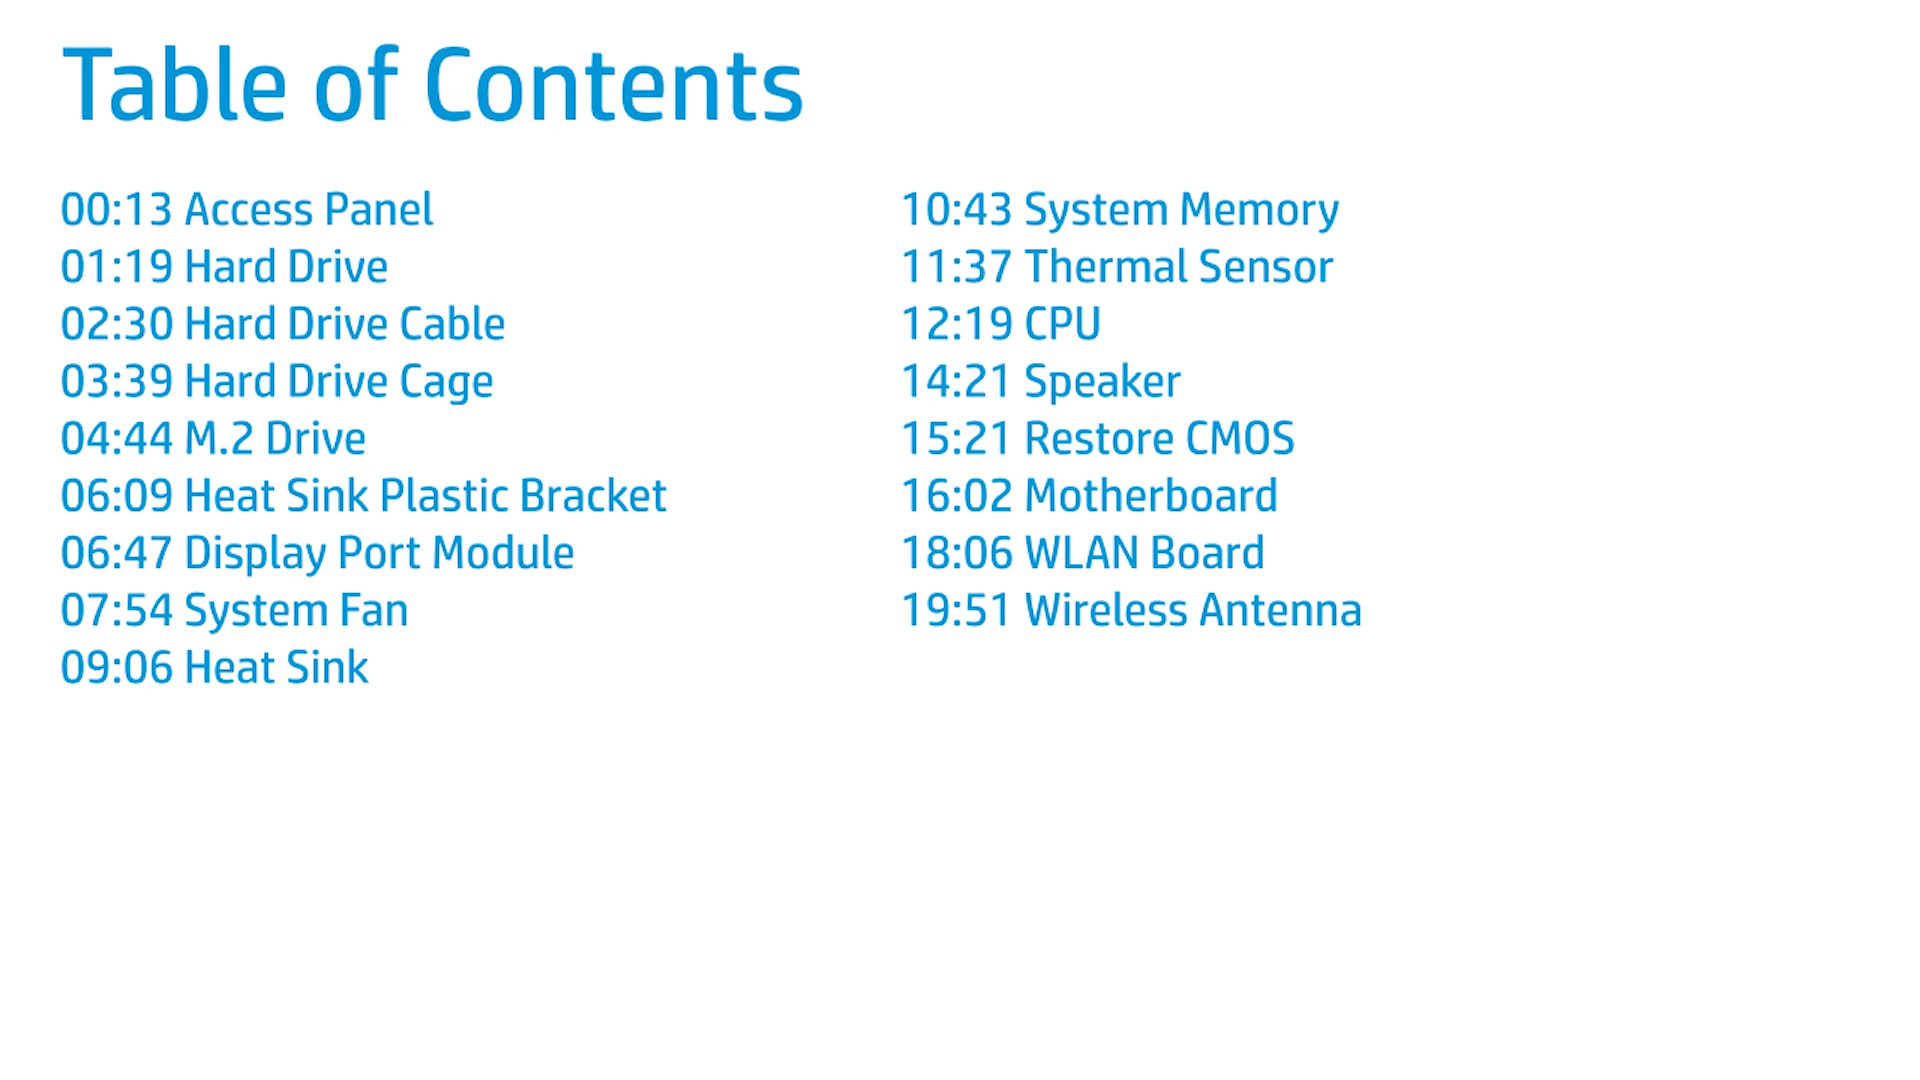 Table of Contents
00:13 Access Panel
01:19 Hard Drive
02:30 Hard Drive Cable
03:39 Hard Drive Cage
04:44 M.2 Drive
06:09 Heat Sink Plastic Bracket
06:47 Display Port Module
07:54 System Fan
09:06 Heat Sink
10:43 System Memory
11:37 Thermal Sensor
12:19 CPU
14:21 Speaker
15:21 Restore CMOS
16:02 Motherboard
18:06 WLAN Board
19:51 Wireless Antenna